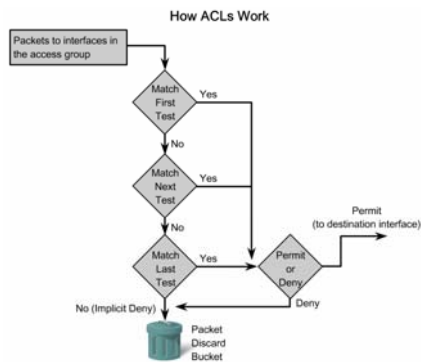 How ACLs Work
Packets to interfaces in
the access group
Match
First
Test
Yes
No
Match
Next
Test
Yes
No
Match
Last
Test
Yes
Permit
or
Deny
Permit
(to destination interface)
Deny
No (Implicit Deny)
Packet
Discard
Bucket